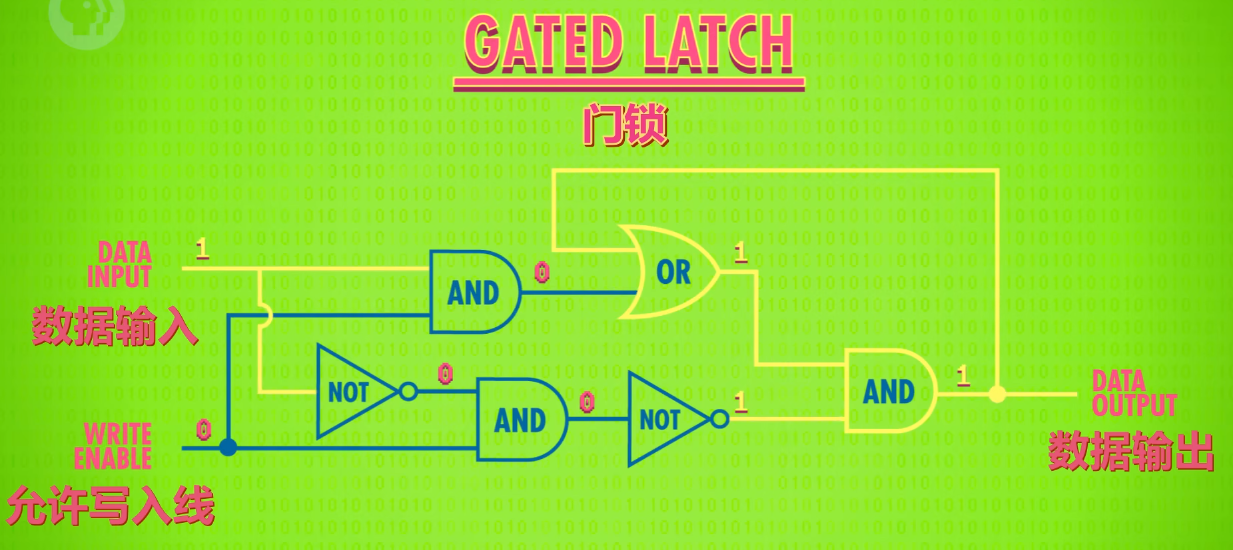 GATED LATCH
门锁
DATA
INPUT
1
数据输入
AND
0
OR
1
NOT
0
AND
0
NOT
1
AND
1
DATA
OUTPUT
数据输出
WRITE
ENABLE
0
允许写入线